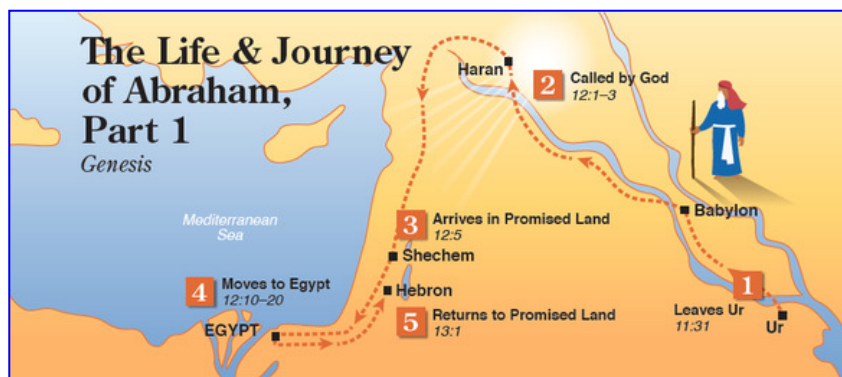 The Life & Journey
of Abraham,
Part 1
Genesis
Haran
2
Called by God
12:1–3
Mediterranean
Sea
3
Arrives in Promised Land
12:5
Shechem
Babylon
4
Moves to Egypt
12:10–20
Hebron
1
Leaves Ur
11:31
Ur
EGYPT
5
Returns to Promised Land
13:1